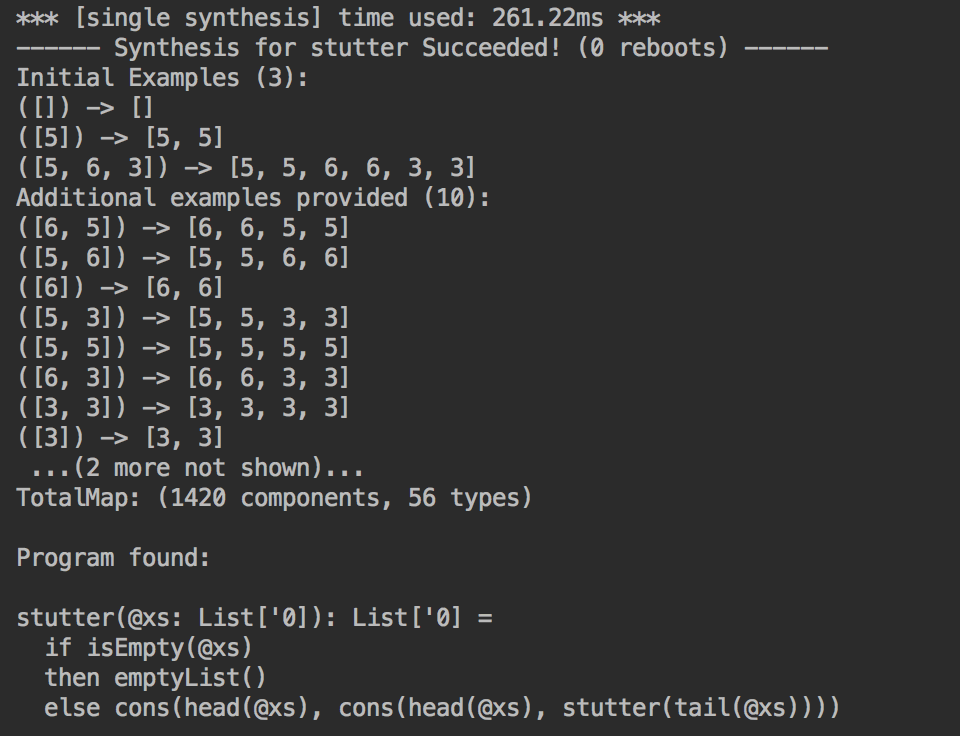 *** [single synthesis] time used: 261.22ms ***
------ Synthesis for stutter Succeeded! (0 reboots) ------
Initial Examples (3):
([]) -> []
([5]) -> [5, 5]
([5, 6, 3]) -> [5, 5, 6, 6, 3, 3]
Additional examples provided (10):
([6, 5]) -> [6, 6, 5, 5]
([5, 6]) -> [5, 5, 6, 6]
([6]) -> [6, 6]
([5, 3]) -> [5, 5, 3, 3]
([5, 5]) -> [5, 5, 5, 5]
([6, 3]) -> [6, 6, 3, 3]
([3, 3]) -> [3, 3, 3, 3]
([3]) -> [3, 3]
 ...(2 more not shown)...
TotalMap: (1420 components, 56 types)
Program found:
stutter(@xs: List['0]): List['0] =
  if isEmpty(@xs)
  then emptyList()
  else cons(head(@xs), cons(head(@xs), stutter(tail(@xs))))